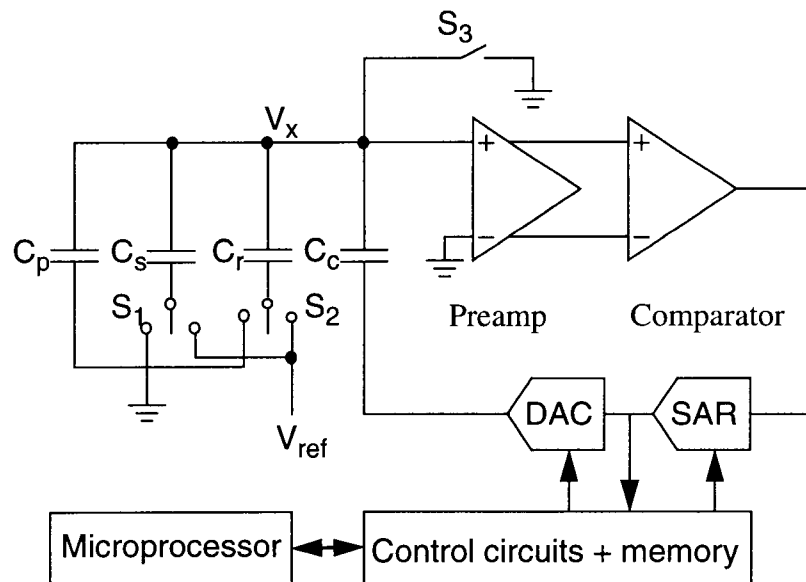 S3
Vx
+
+
Cp
Cs
Cr
Cc
−
−
S1
S2
Preamp
Comparator
Vref
DAC
SAR
Microprocessor
Control circuits + memory